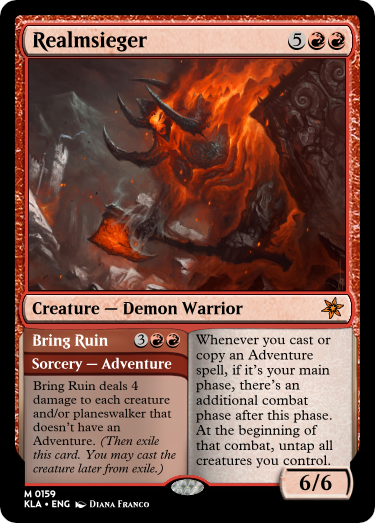 Realmsieger 5
Creature — Demon Warrior
Bring Ruin 3
Sorcery — Adventure
Bring Ruin deals 4
damage to each creature
and/or planeswalker that
doesn't have an
Adventure. (Then exile
this card. You may cast the
creature later from exile.)
Whenever you cast or
copy an Adventure
spell, if it's your main
phase, there's an
additional combat
phase after this phase.
At the beginning of
that combat, untap all
creatures you control.
6/6
M 0159
KLA • ENG Diana Franco